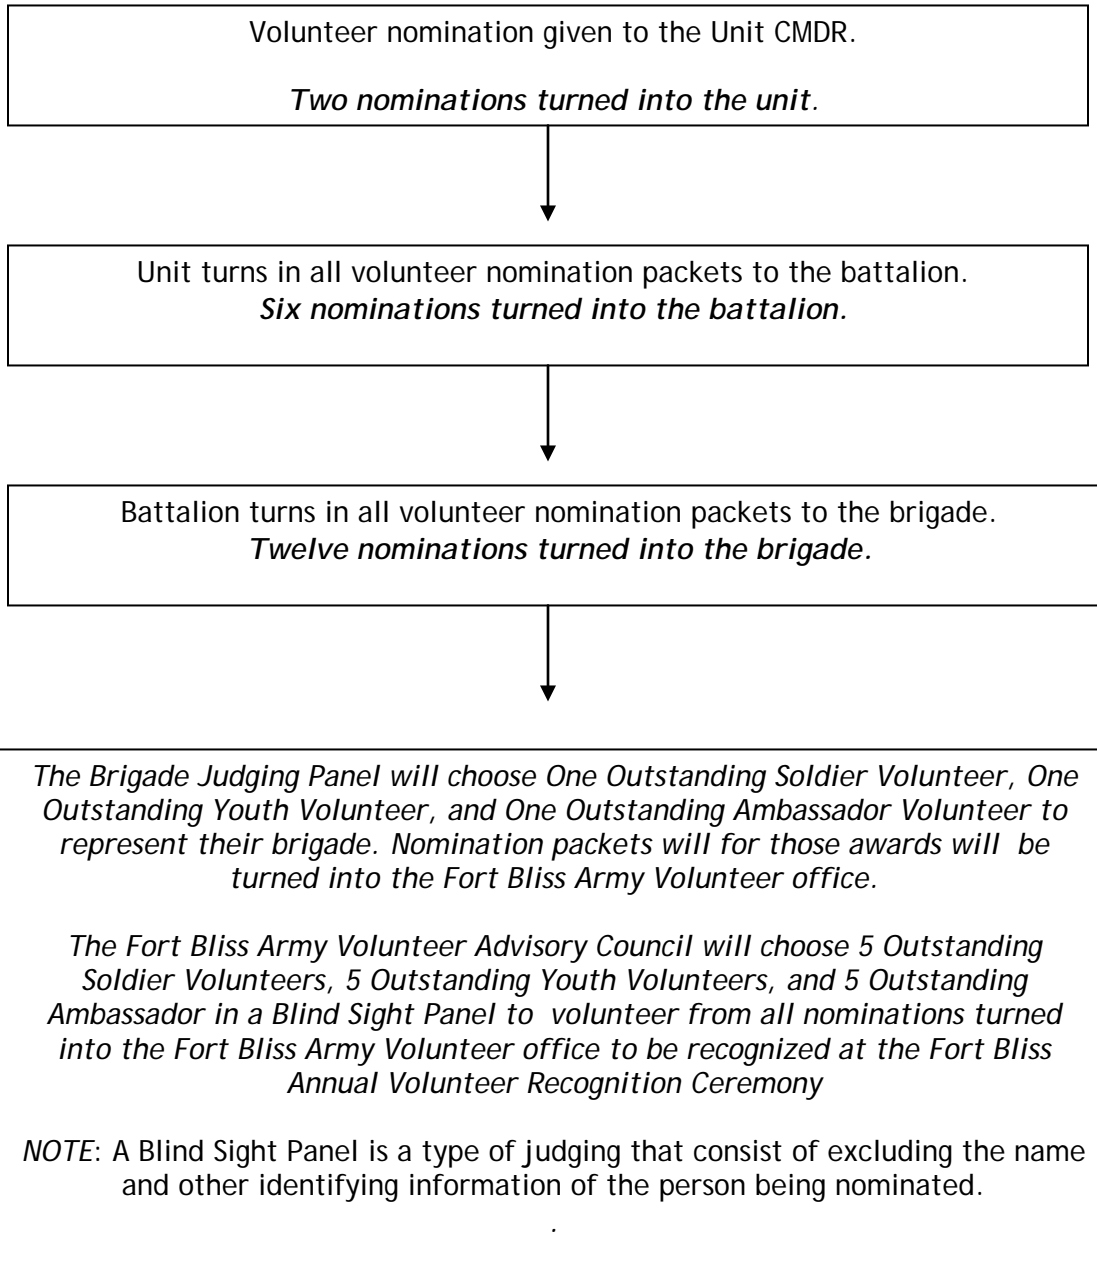 Volunteer nomination given to the Unit CMDR.
Two nominations turned into the unit.
Unit turns in all volunteer nomination packets to the battalion.
Six nominations turned into the battalion.
Battalion turns in all volunteer nomination packets to the brigade.
Twelve nominations turned into the brigade.
The Brigade Judging Panel will choose One Outstanding Soldier Volunteer, One
Outstanding Youth Volunteer, and One Outstanding Ambassador Volunteer to
represent their brigade. Nomination packets will for those awards will be
turned into the Fort Bliss Army Volunteer office.
The Fort Bliss Army Volunteer Advisory Council will choose 5 Outstanding
Soldier Volunteers, 5 Outstanding Youth Volunteers, and 5 Outstanding
Ambassador in a Blind Sight Panel to volunteer from all nominations turned
into the Fort Bliss Army Volunteer office to be recognized at the Fort Bliss
Annual Volunteer Recognition Ceremony
NOTE: A Blind Sight Panel is a type of judging that consist of excluding the name
and other identifying information of the person being nominated.
.